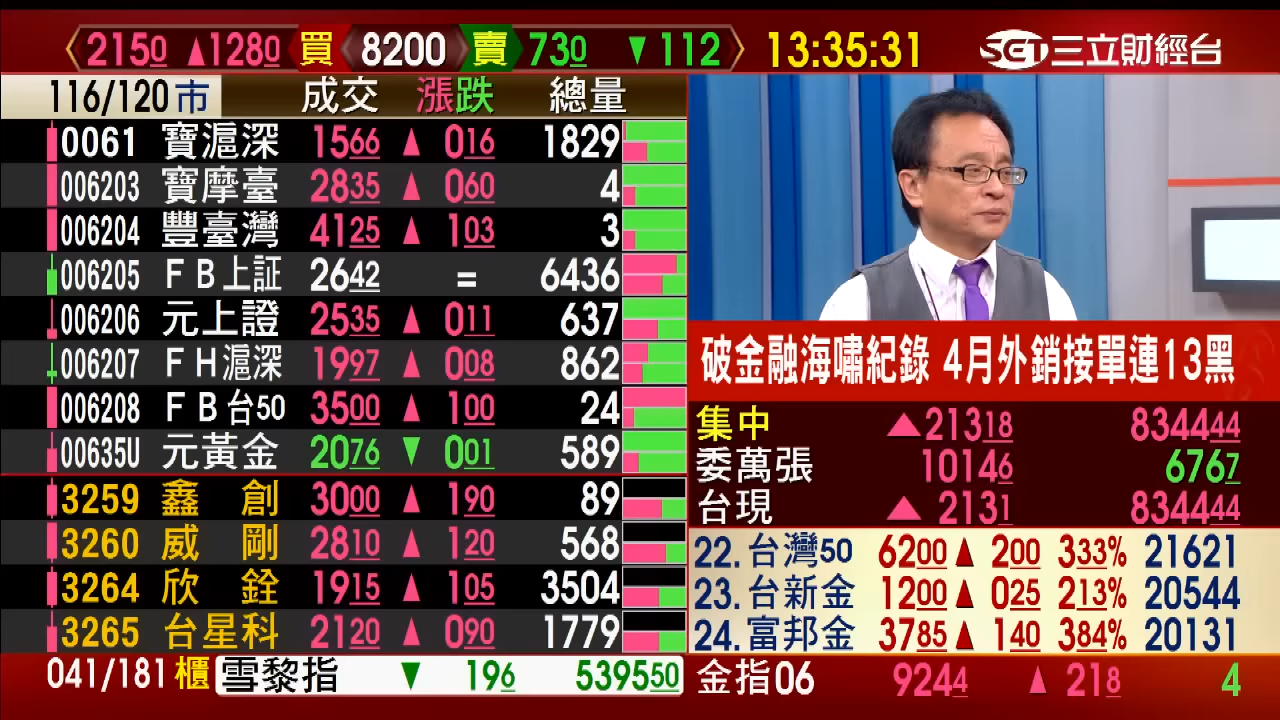 2150 ▲1280 買 8200 賣 730 ▼112 13:35:31 SET三立財經台
116/120市 成交 漲跌 總量
0061 寶滬深 1566 ▲ 016 1829
006203 寶摩臺 2835 ▲ 060 4
006204 豐臺灣 4125 ▲ 103 3
006205 FB上証 2642 = 6436
006206 元上證 2535 ▲ 011 637
006207 FH滬深 1997 ▲ 008 862
006208 FB台50 3500 ▲ 100 24
00635U 元黃金 2076 ▼ 001 589
3259 鑫創 3000 ▲ 190 89
3260 威剛 2810 ▲ 120 568
3264 欣銓 1915 ▲ 105 3504
3265 台星科 2120 ▲ 090 1779
041/181櫃 雪黎指 ▼ 196 539550
破金融海嘯紀錄 4月外銷接單連13黑
集中 ▲21318 834444
委萬張 10146 6767
台現 ▲ 2131 834444
22.台灣50 6200▲ 200 333% 21621
23.台新金 1200▲ 025 213% 20544
24.富邦金 3785▲ 140 384% 20131
金指06 9244 ▲ 218 4